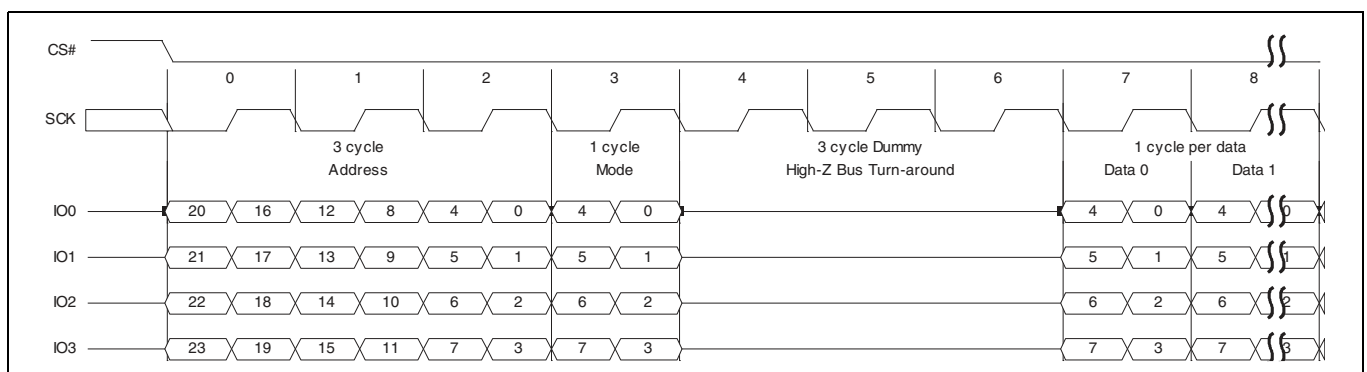 CS#
0 1 2 3 4 5 6 7 8
SCK
3 cycle 1 cycle 3 cycle Dummy 1 cycle per data
Address Mode High-Z Bus Turn-around Data 0 Data 1
IO0 20 16 12 8 4 0 4 0 4 0 4 0
IO1 21 17 13 9 5 1 5 1 5 1 5 1
IO2 22 18 14 10 6 2 6 2 6 2 6 2
IO3 23 19 15 11 7 3 7 3 7 3 7 3